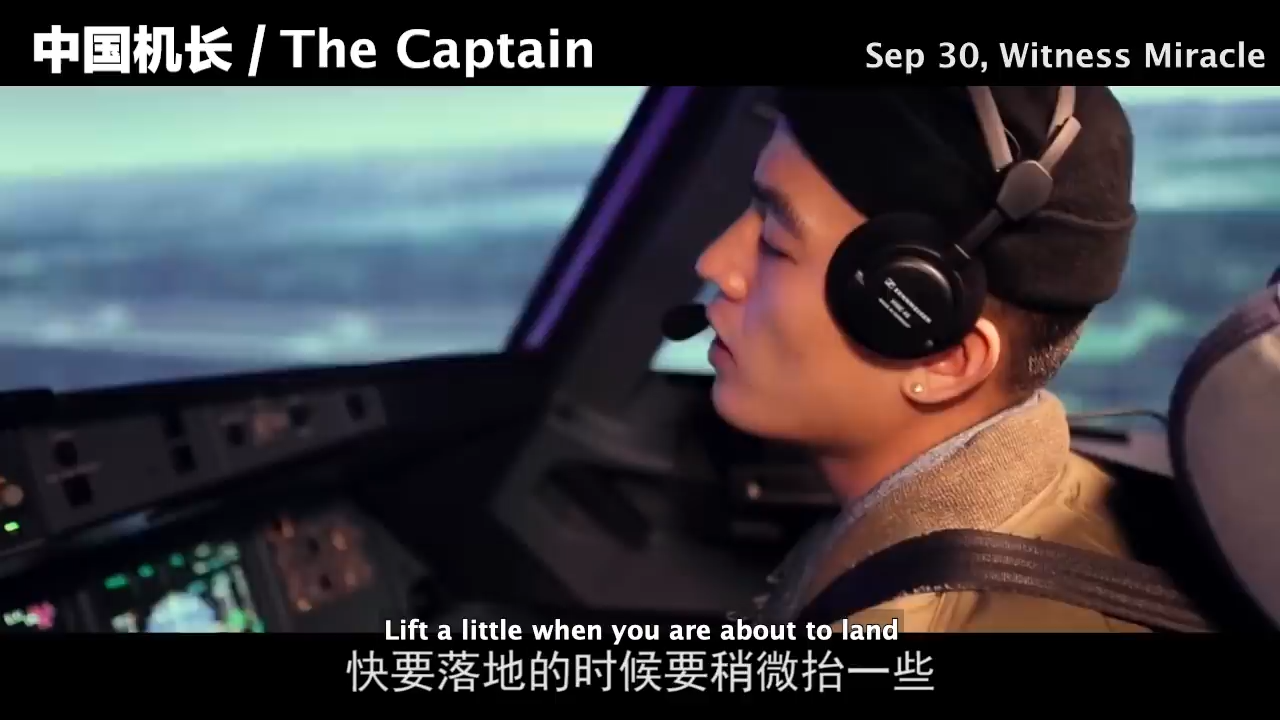 中国机长 / The Captain
Sep 30, Witness Miracle
SENNHEISER
Lift a little when you are about to land
快要落地的时候要稍微抬一些